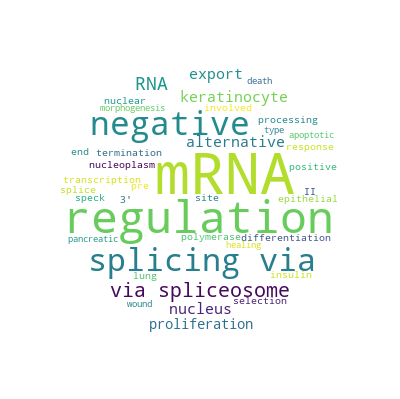 export
death
RNA
keratinocyte
nuclear
morphogenesis
involved
negative
processing
type
apoptotic
alternative
response
end
termination
mRNA
nucleoplasm
positive
transcription
pre
splice
II
speck
3'
site
epithelial
regulation
pancreatic
polymerase
differentiation
healing
splicing via
lung
insulin
via spliceosome
wound
nucleus
selection
proliferation